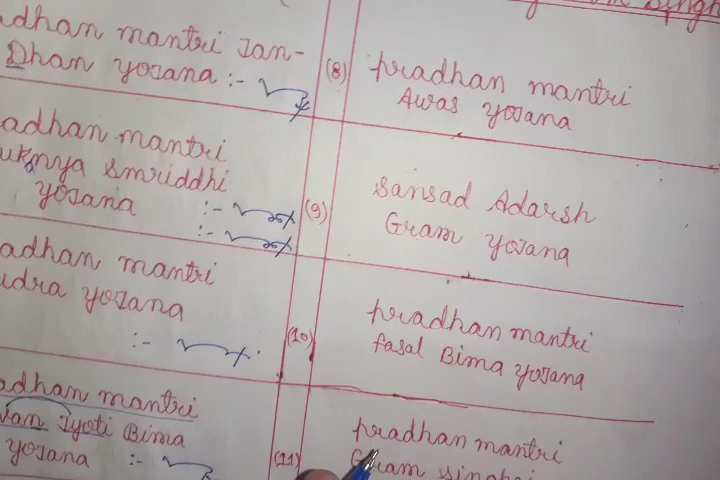 adhan mantri Jan-
Dhan yojana :-
adhan mantri
uknya smriddhi
yojana :-
:-
adhan mantri
udra yojana
:-
adhan mantri
van Jyoti Bima
yojana :-
(8) pradhan mantri
Awas yojana
(9) Sansad Adarsh
Gram yojana
(10) pradhan mantri
fasal Bima yojana
(11) pradhan mantri
Gram